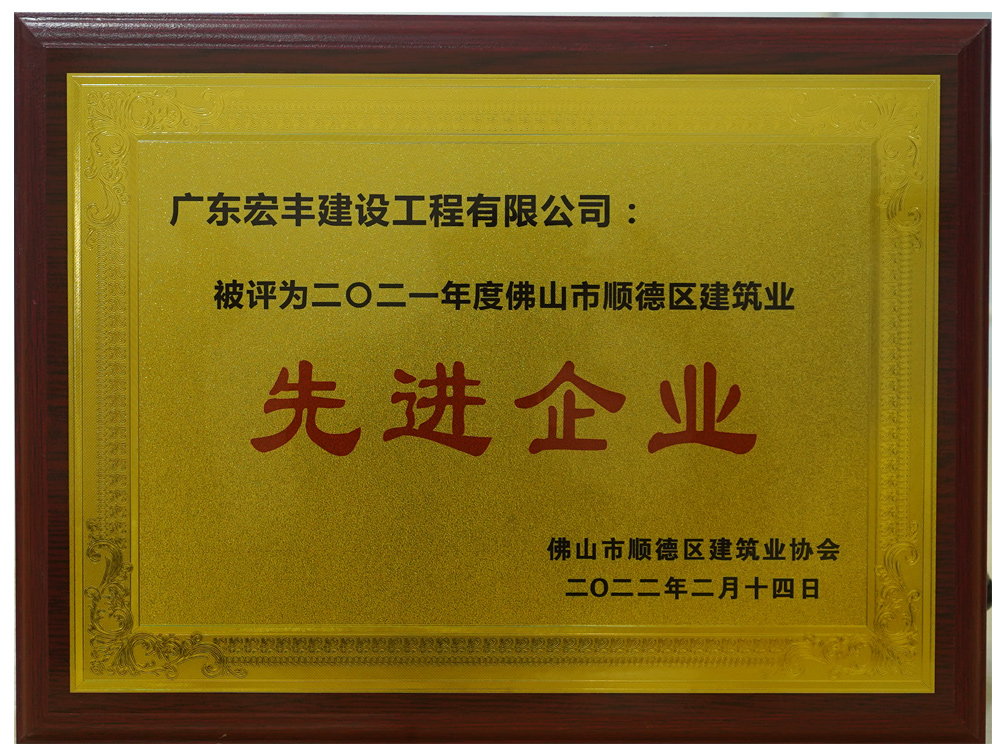 广东宏丰建设工程有限公司：
被评为二〇二一年度佛山市顺德区建筑业
先进企业
佛山市顺德区建筑业协会
二〇二二年二月十四日